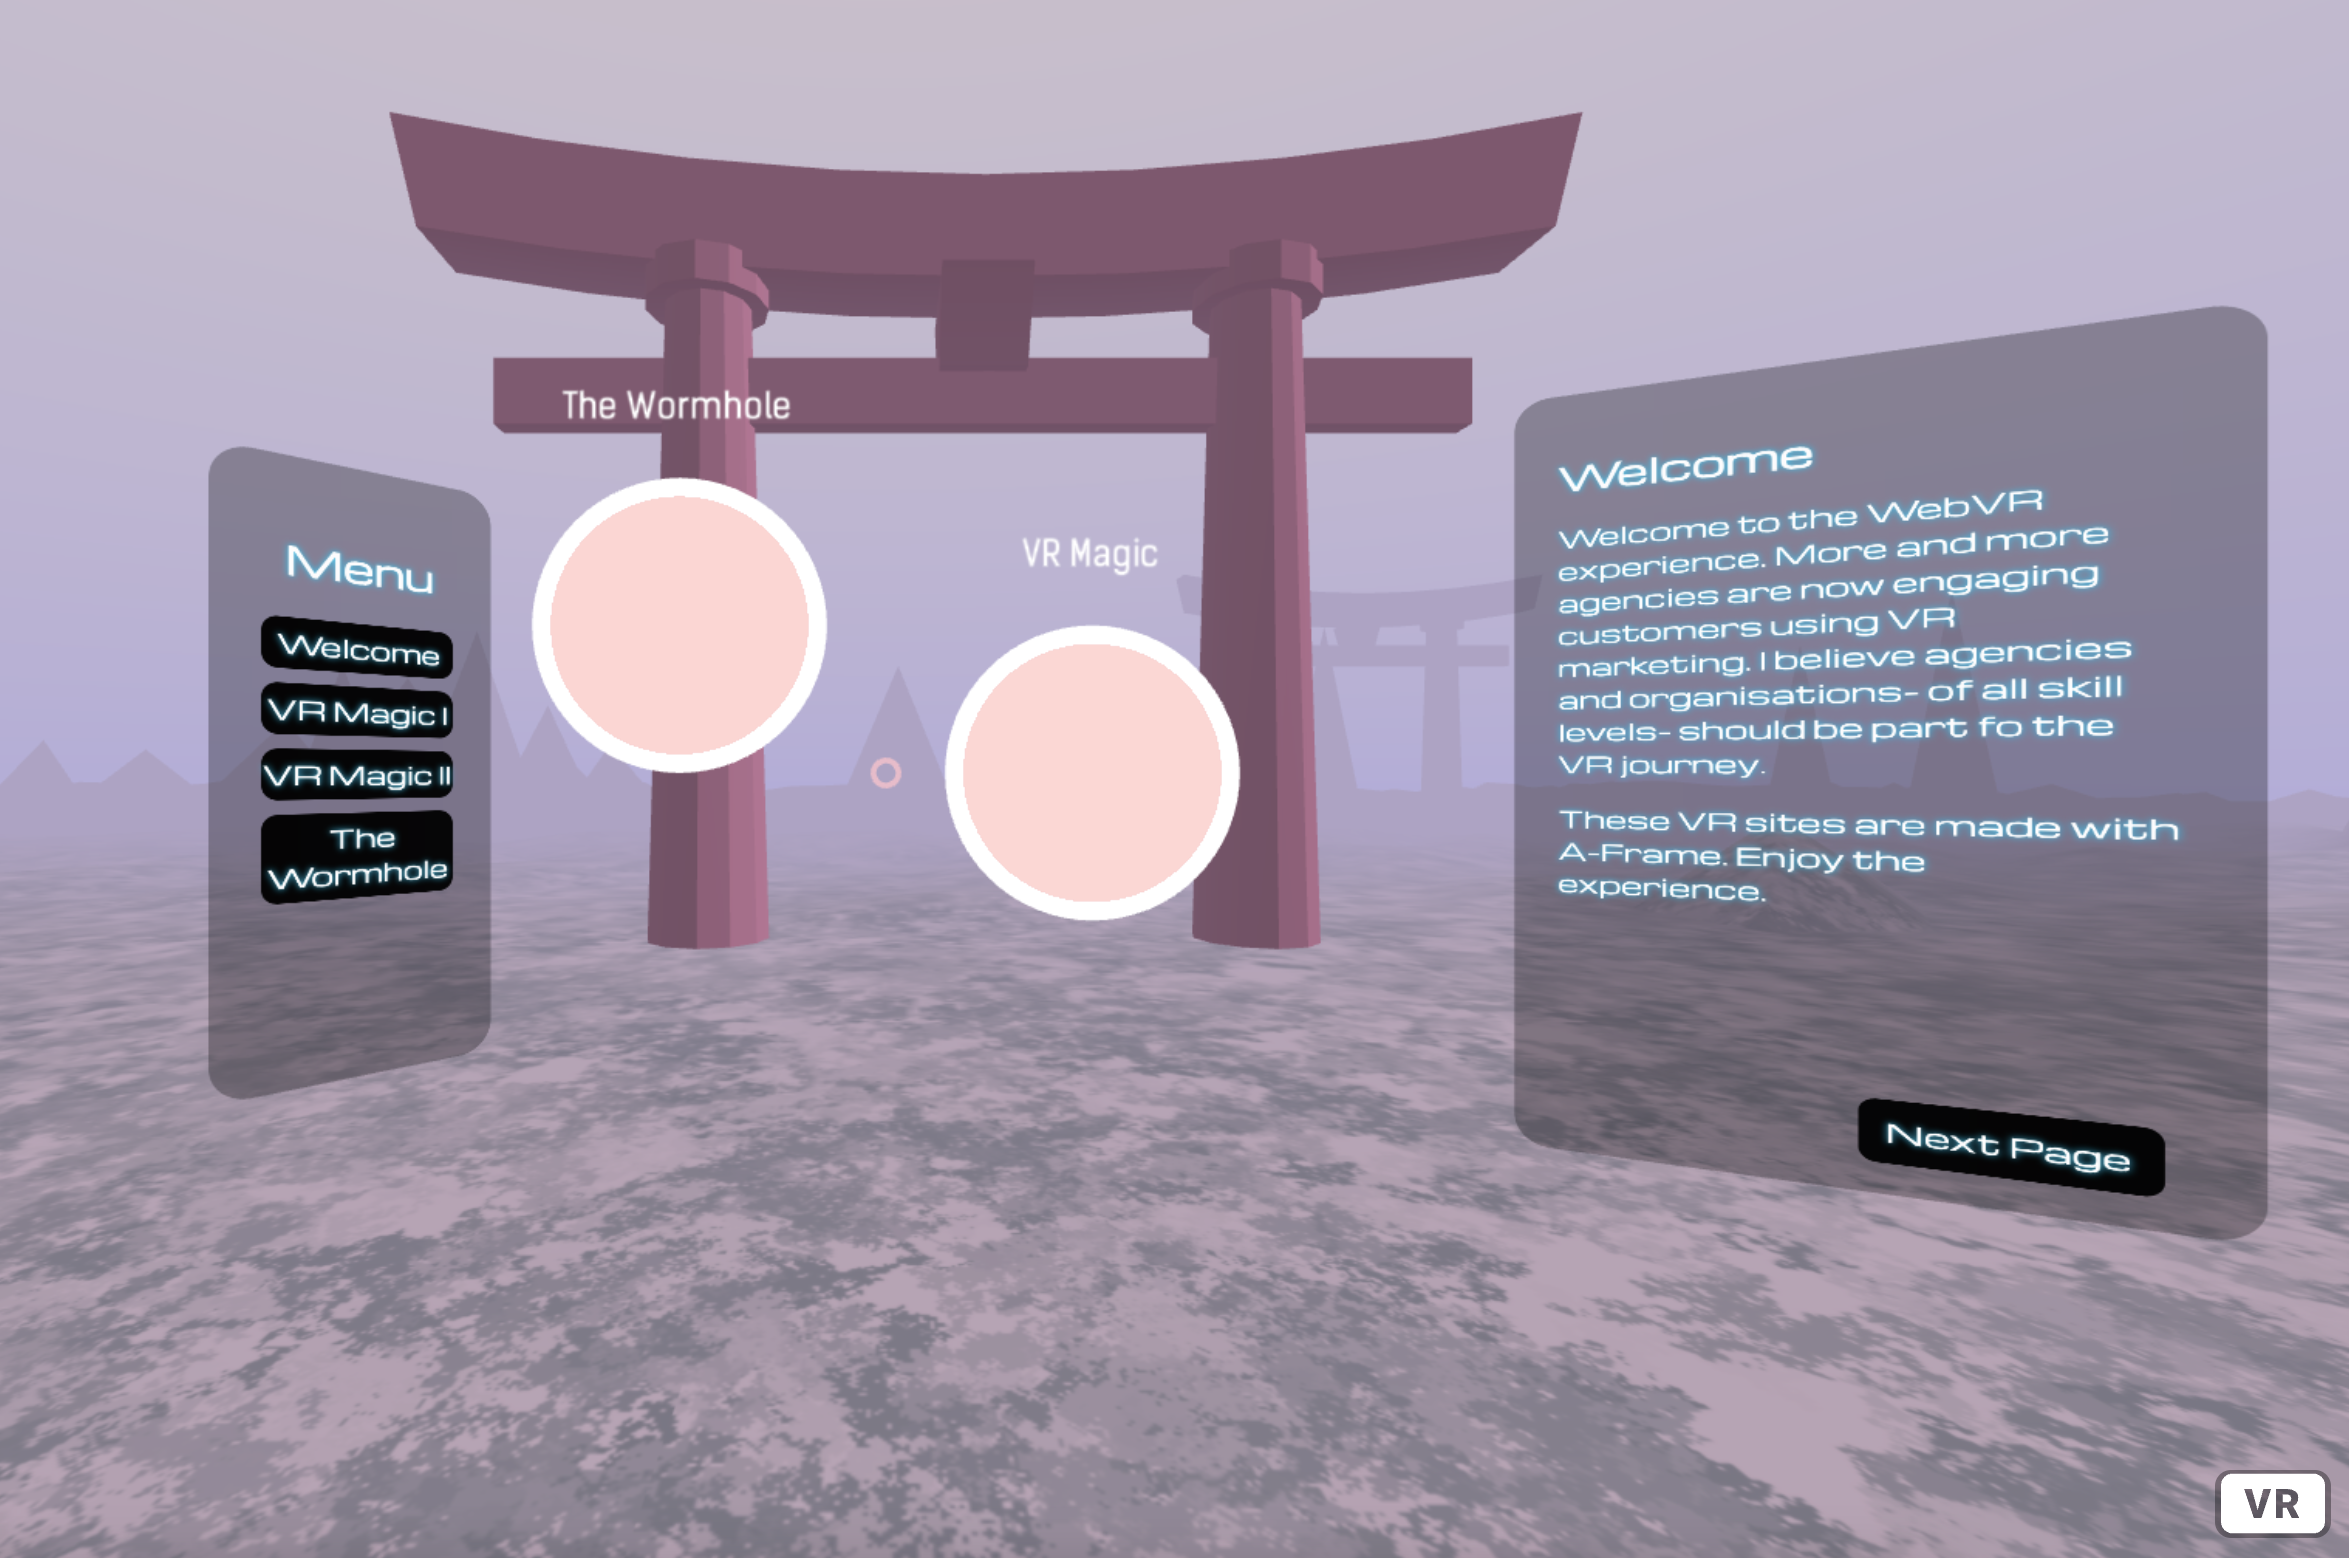 The Wormhole
VR Magic
Menu
Welcome
VR Magic I
VR Magic II
The
Wormhole
Welcome
Welcome to the WebVR
experience. More and more
agencies are now engaging
customers using VR
marketing. I believe agencies
and organisations- of all skill
levels- should be part fo the
VR journey.
These VR sites are made with
A-Frame. Enjoy the
experience.
Next Page
VR